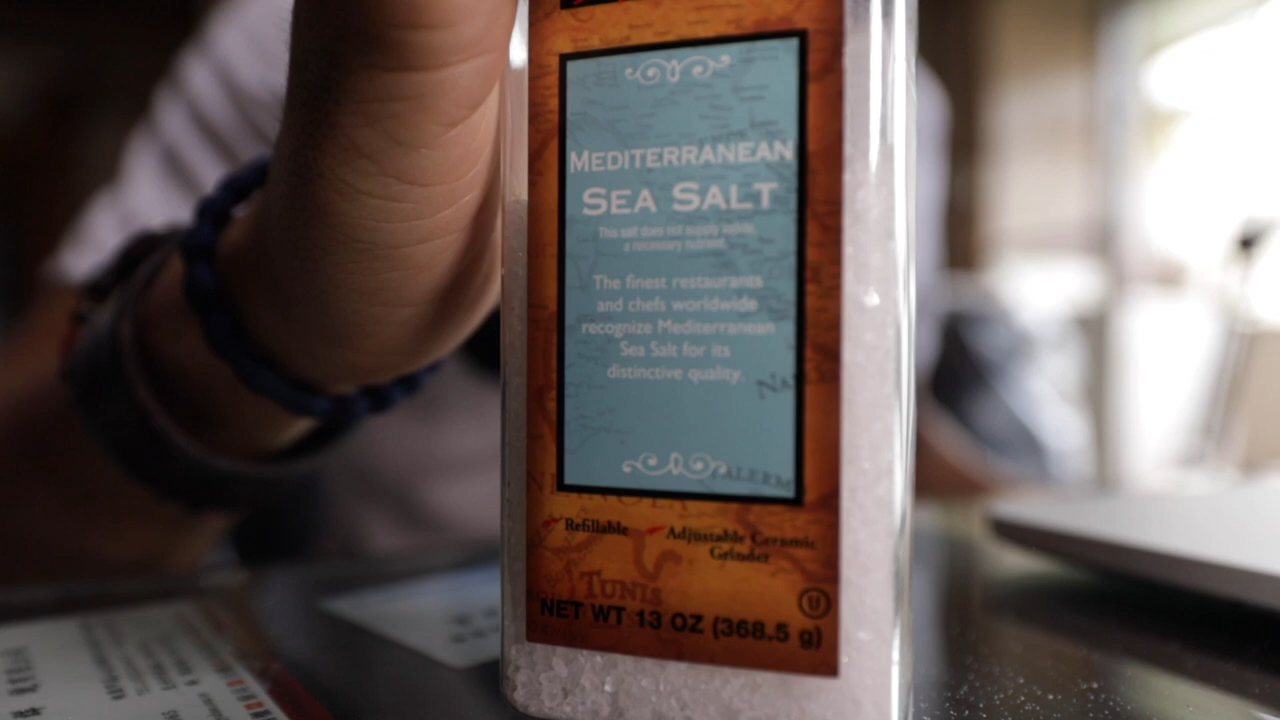 MEDITERRANEAN
SEA SALT
This salt does not supply iodide,
a necessary nutrient.
The finest restaurants
and chefs worldwide
recognize Mediterranean
Sea Salt for its
distinctive quality.
PALERM
Refillable
Adjustable Ceramic
Grinder
TUNIS
U
NET WT 13 OZ (368.5 g)